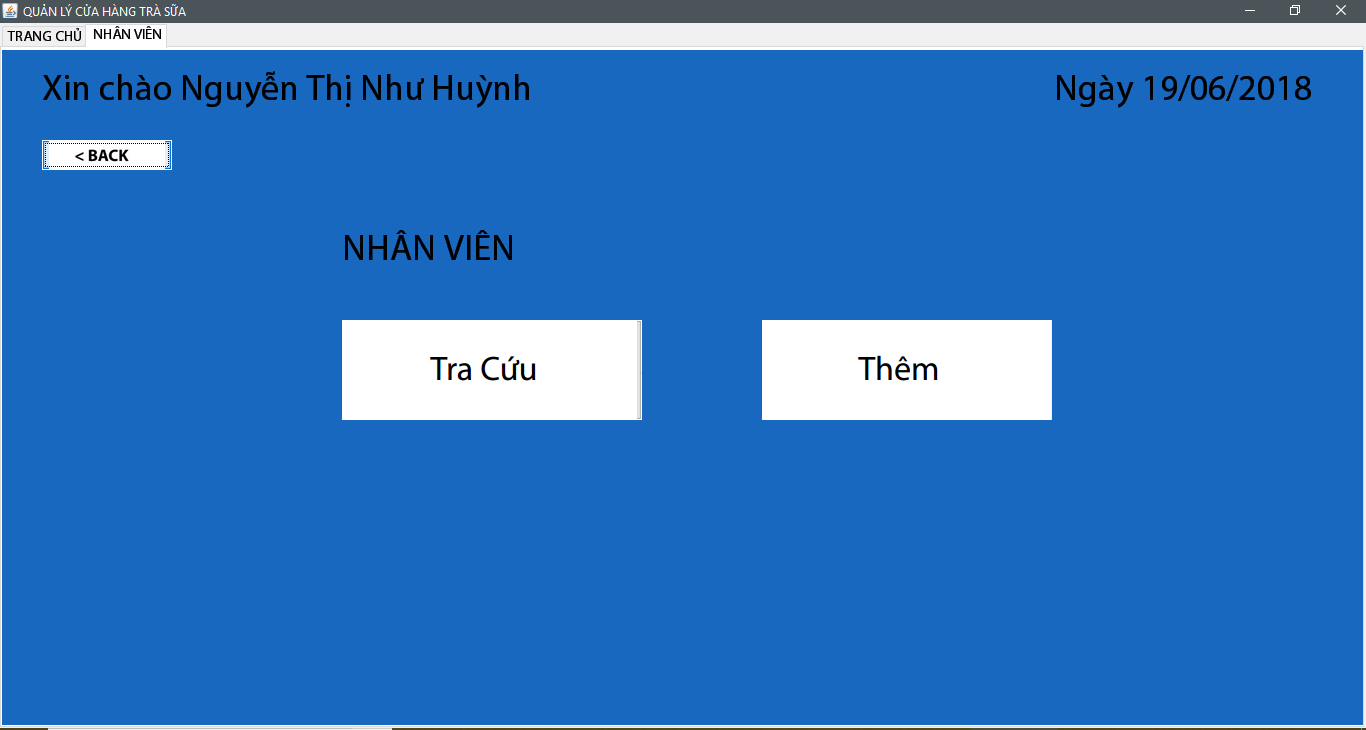 QUẢN LÝ CỬA HÀNG TRÀ SỮA
TRANG CHỦ NHÂN VIÊN
Xin chào Nguyễn Thị Như Huỳnh Ngày 19/06/2018
< BACK
NHÂN VIÊN
Tra Cứu Thêm